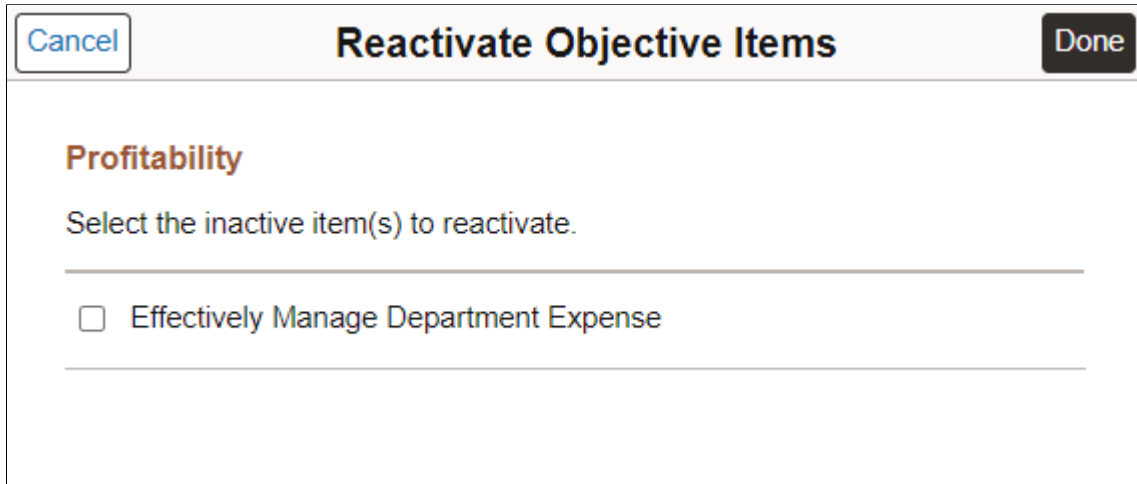 Cancel Reactivate Objective Items Done
Profitability
Select the inactive item(s) to reactivate.
Effectively Manage Department Expense